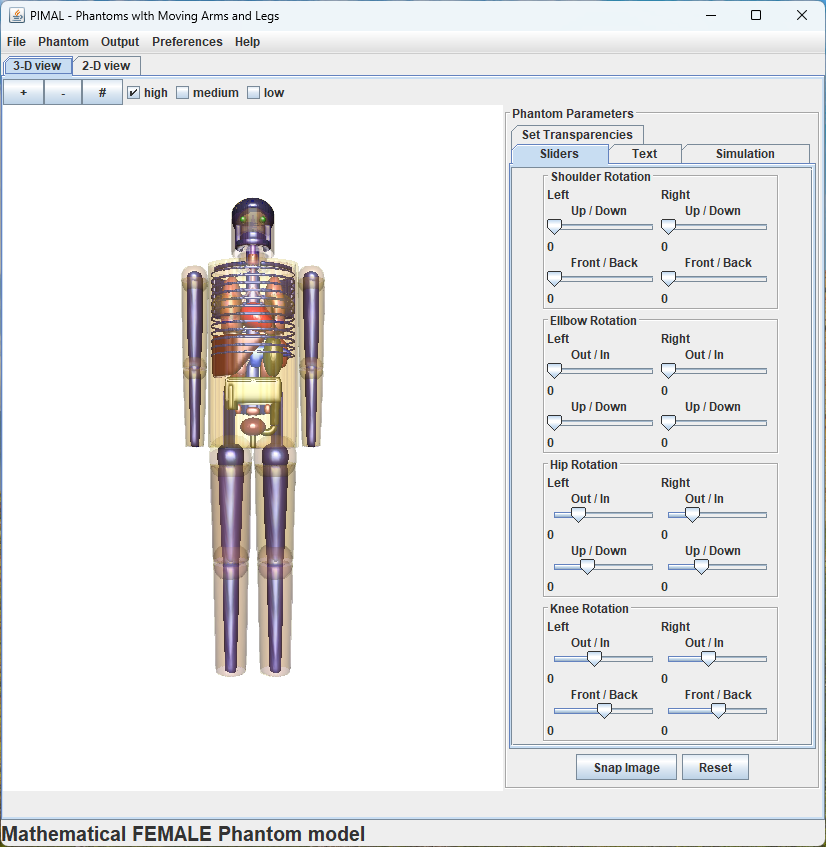 PIMAL - Phantoms wIth Moving Arms and Legs
File Phantom Output Preferences Help
3-D view 2-D view
+ - # high medium low
Phantom Parameters
Set Transparencies
Sliders Text Simulation
Shoulder Rotation
Left Right
Up / Down Up / Down
0 0
Front / Back Front / Back
0 0
Ellbow Rotation
Left Right
Out / In Out / In
0 0
Up / Down Up / Down
0 0
Hip Rotation
Left Right
Out / In Out / In
0 0
Up / Down Up / Down
0 0
Knee Rotation
Left Right
Out / In Out / In
0 0
Front / Back Front / Back
0 0
Snap Image Reset
Mathematical FEMALE Phantom model